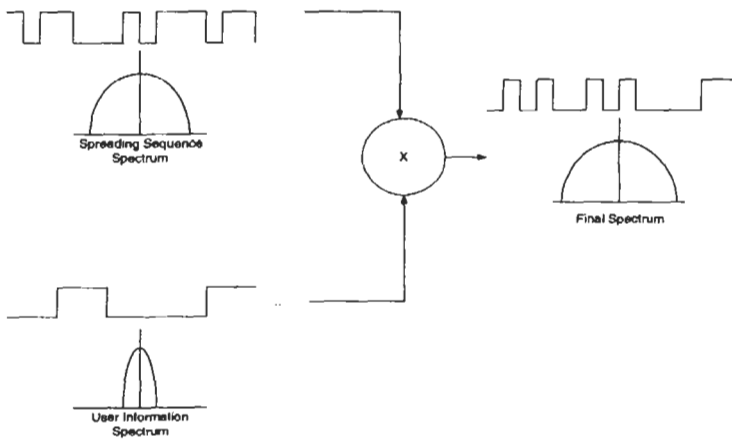 Spreading Sequence
Spectrum
X
Final Spectrum
User Information
Spectrum